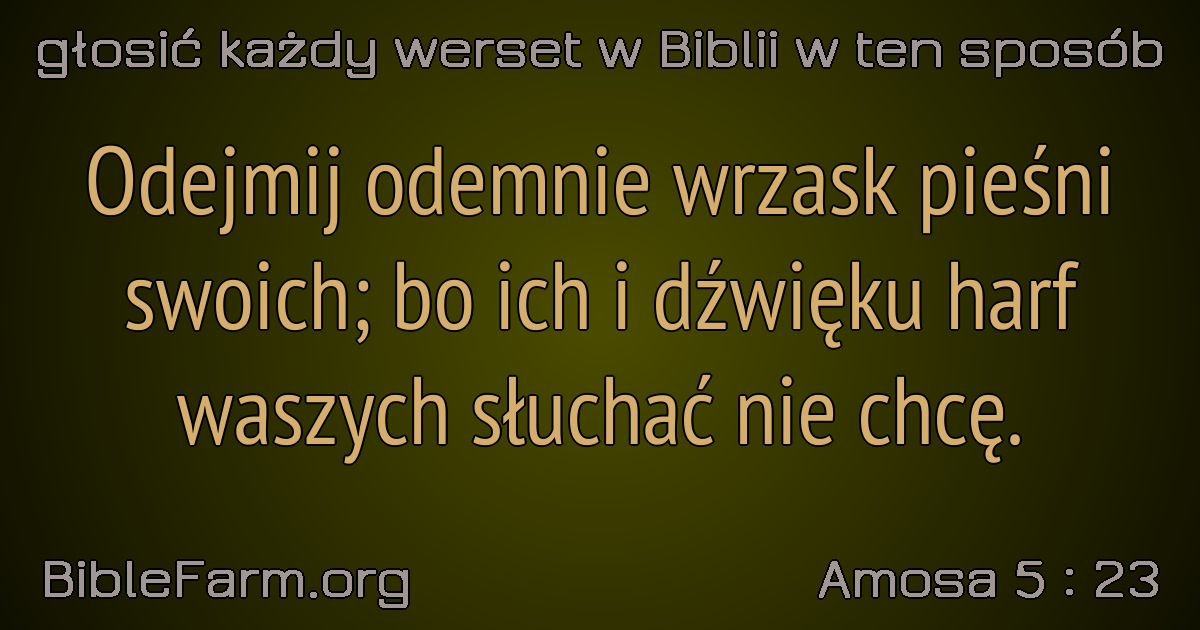 głosić każdy werset w Biblii w ten sposób
Odejmij odemnie wrzask pieśni
swoich; bo ich i dźwięku harf
waszych słuchać nie chcę.
BibleFarm.org
Amosa 5 : 23